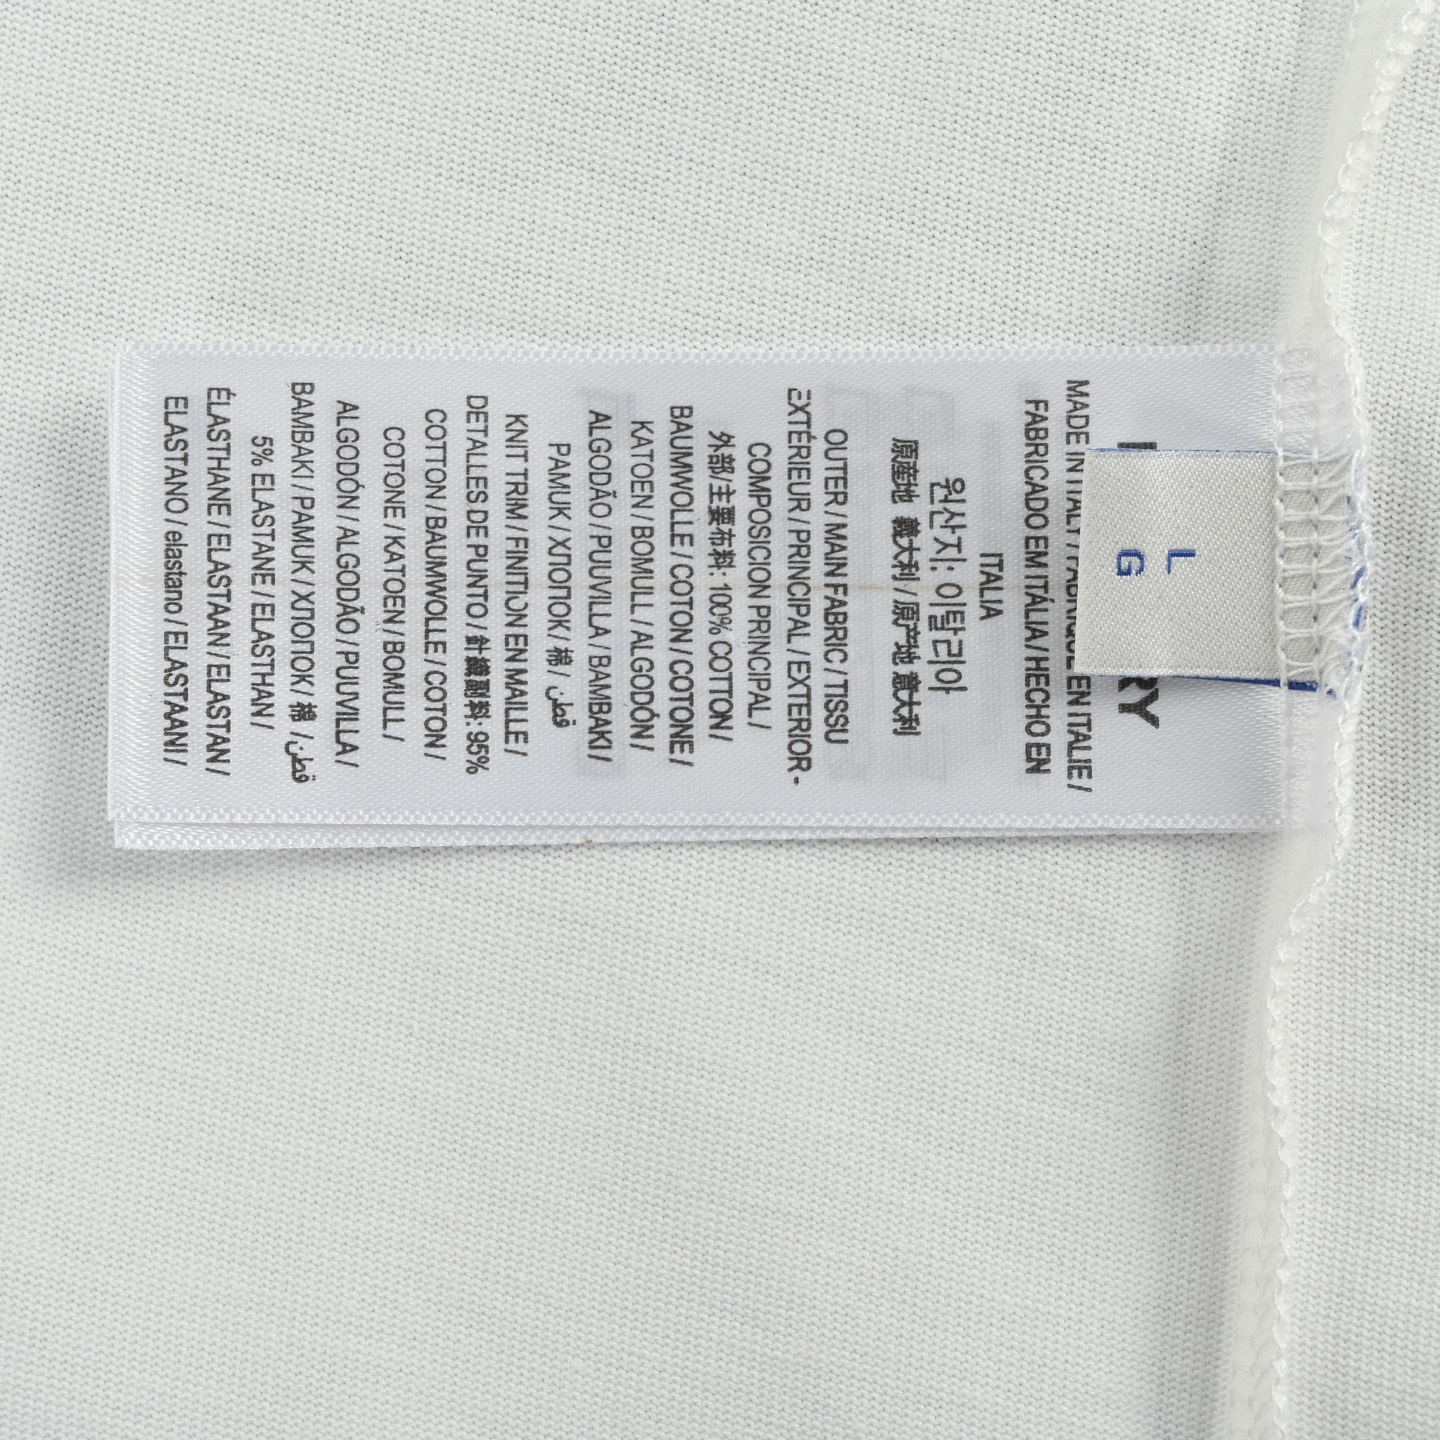 L
G
RY
MADE IN ITALY / FABRIQUÉ EN ITALIE /
FABRICADO EM ITÁLIA / HECHO EN
ITALIA
원산지: 이탈리아
原産地 義大利 / 原产地 意大利
OUTER / MAIN FABRIC / TISSU
EXTÉRIEUR / PRINCIPAL / EXTERIOR -
COMPOSICION PRINCIPAL /
外部/主要布料: 100% COTTON /
BAUMWOLLE / COTON / COTONE /
KATOEN / BOMULL / ALGODÓN /
ALGODÃO / PUUVILLA / BAMBAKI /
PAMUK / ХЛОПОК / 棉 / قطن
KNIT TRIM / FINITION EN MAILLE /
DETALLES DE PUNTO / 針織副料: 95%
COTTON / BAUMWOLLE / COTON /
COTONE / KATOEN / BOMULL /
ALGODÓN / ALGODÃO / PUUVILLA /
BAMBAKI / PAMUK / ХЛОПОК / 棉 / قطن
5% ELASTANE / ELASTHAN /
ÉLASTHANE / ELASTAAN / ELASTAN /
ELASTANO / elastano / ELASTAANI /